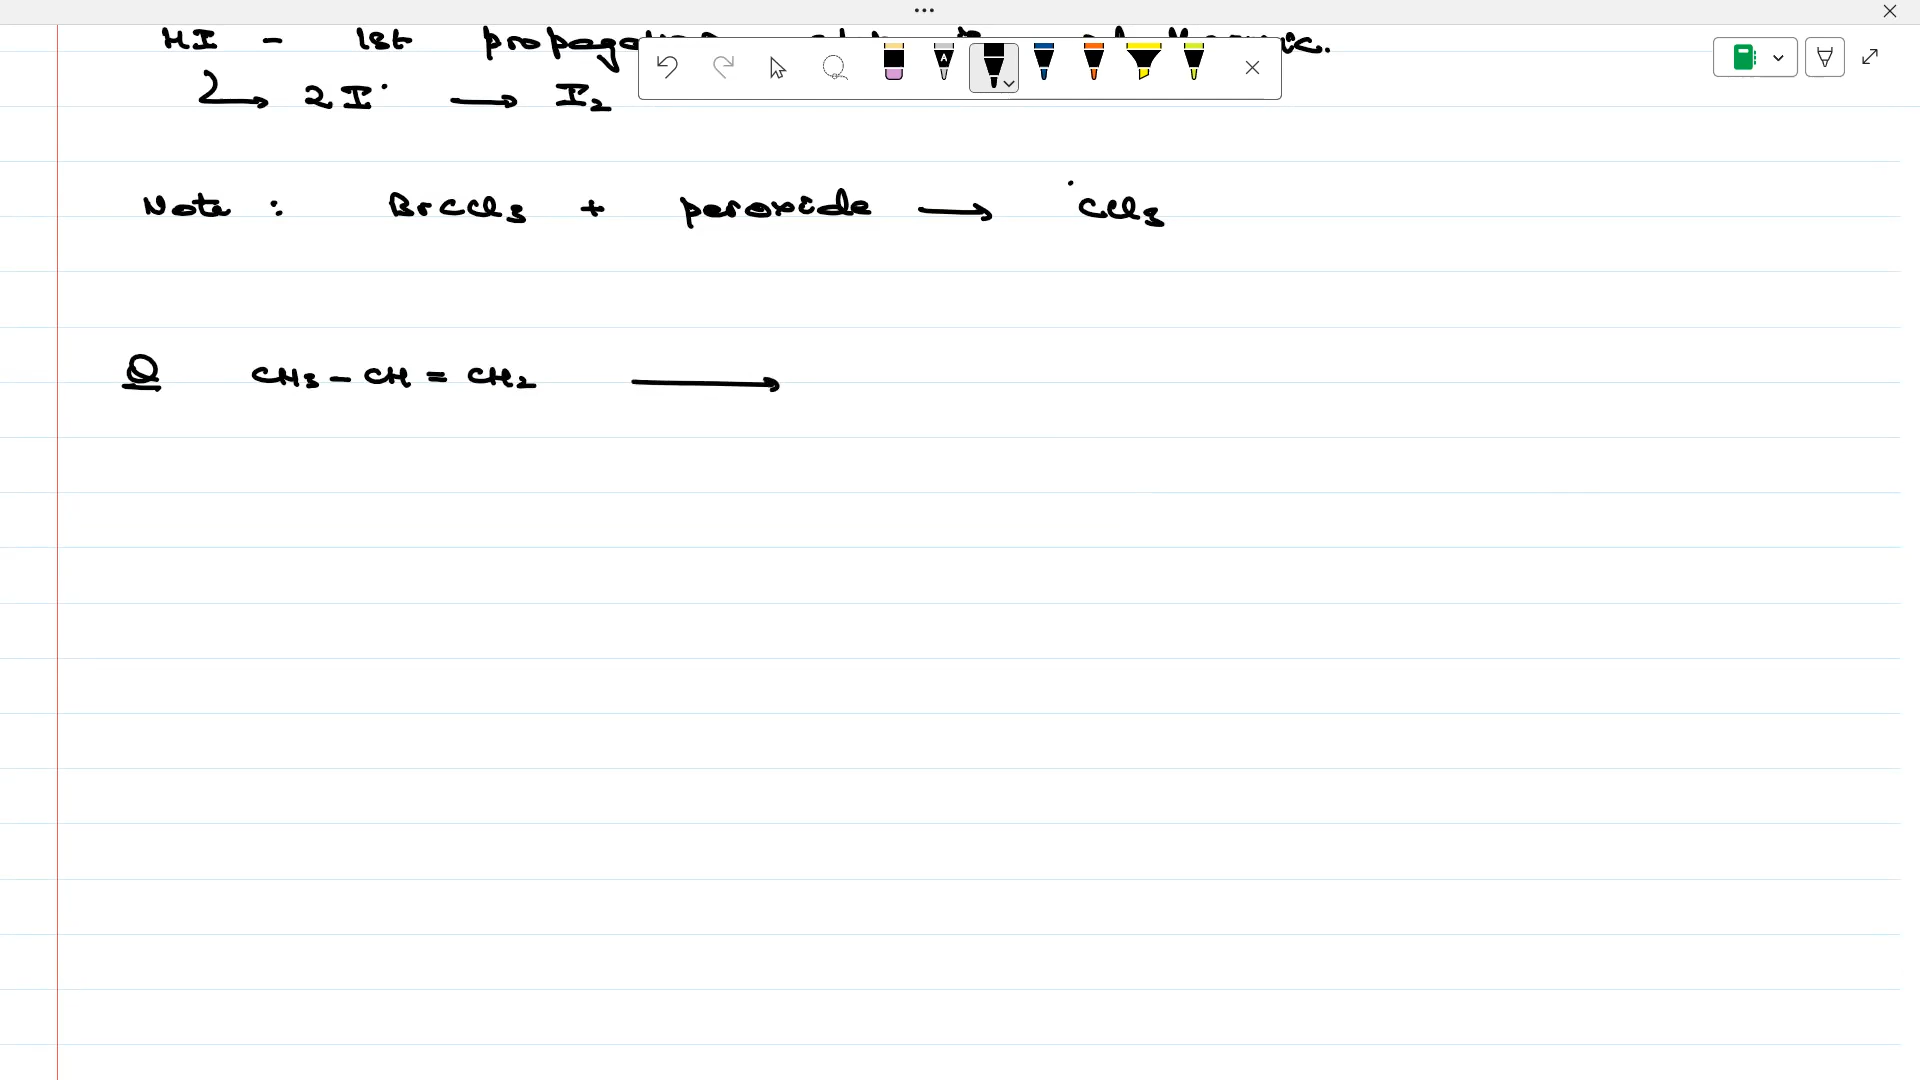 HI - 1st propaga
↳ 2I˙ → I₂
Note : BrCCl₃ + peroxide → ˙CCl₃
Q CH₃ - CH = CH₂ →